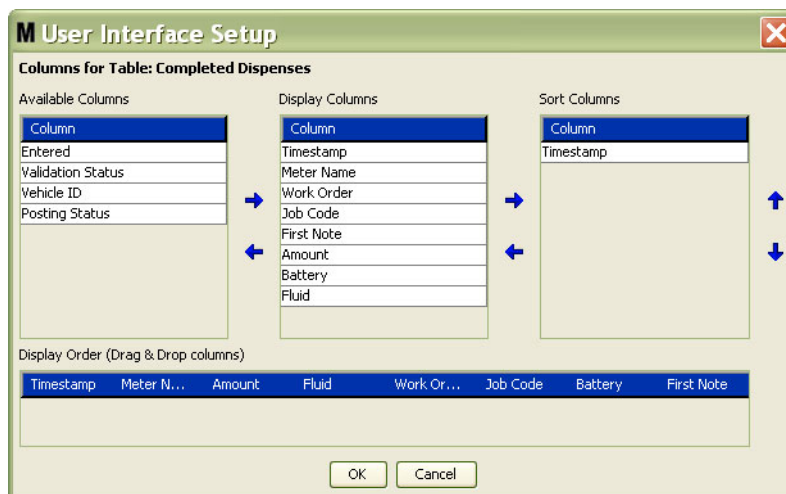 M User Interface Setup
Columns for Table: Completed Dispenses
Available Columns
Column
Entered
Validation Status
Vehicle ID
Posting Status
Display Columns
Column
Timestamp
Meter Name
Work Order
Job Code
First Note
Amount
Battery
Fluid
Sort Columns
Column
Timestamp
Display Order (Drag & Drop columns)
Timestamp Meter N... Amount Fluid Work Or... Job Code Battery First Note
OK Cancel